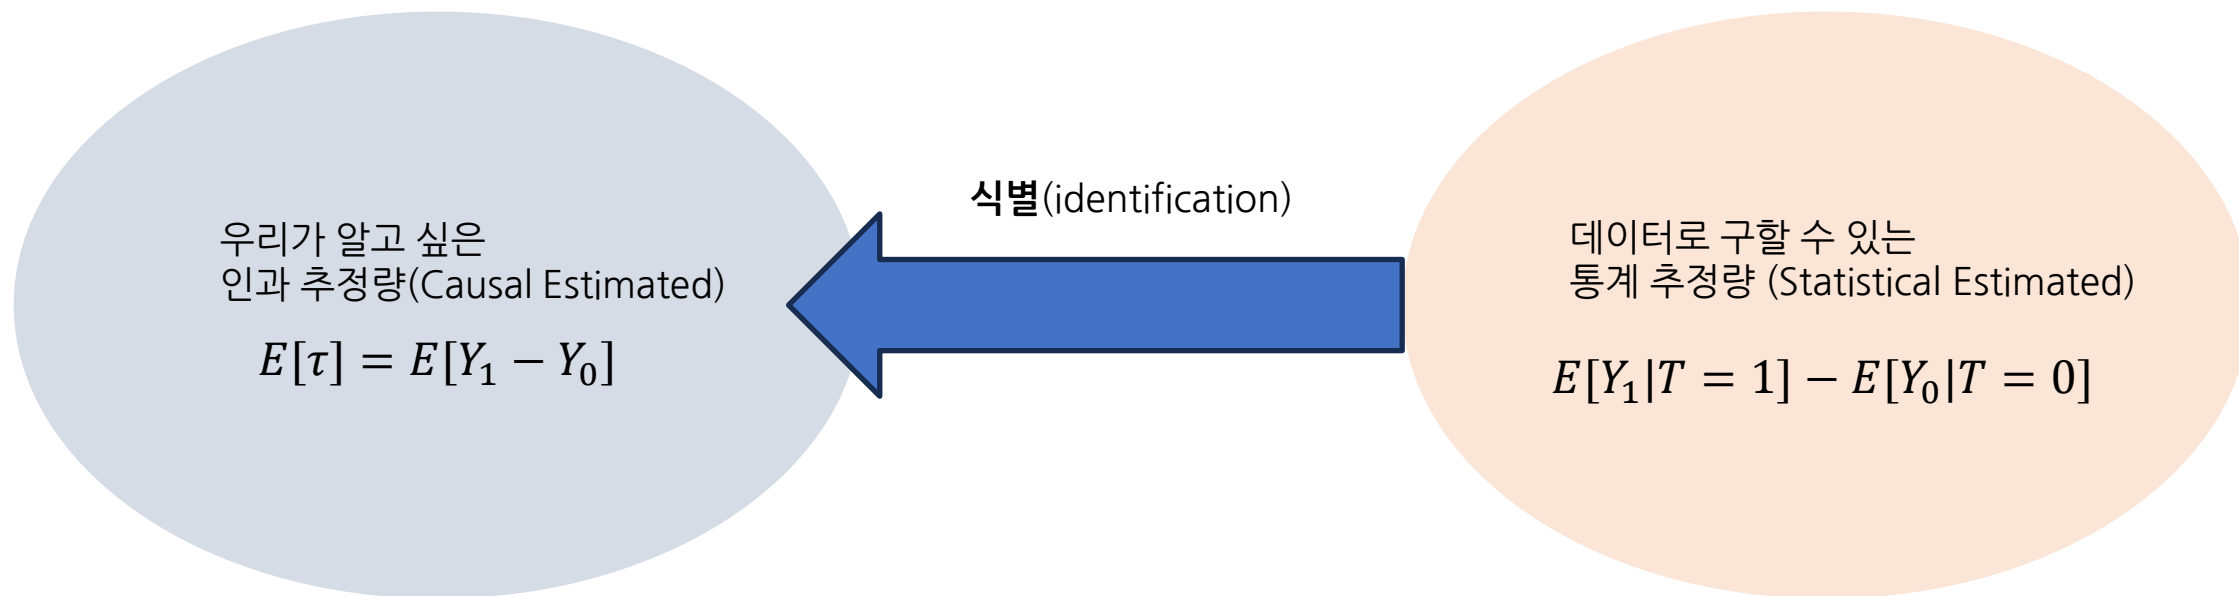 우리가 알고 싶은
인과 추정량(Causal Estimated)
E[τ] = E[Y₁ − Y₀]
식별(identification)
데이터로 구할 수 있는
통계 추정량 (Statistical Estimated)
E[Y₁|T = 1] − E[Y₀|T = 0]